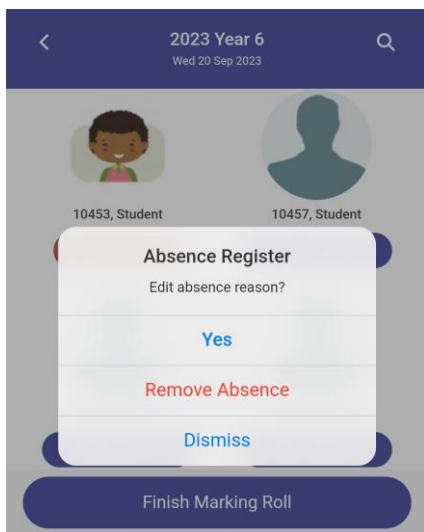 2023 Year 6
Wed 20 Sep 2023
10453, Student
10457, Student
Absence Register
Edit absence reason?
Yes
Remove Absence
Dismiss
Finish Marking Roll